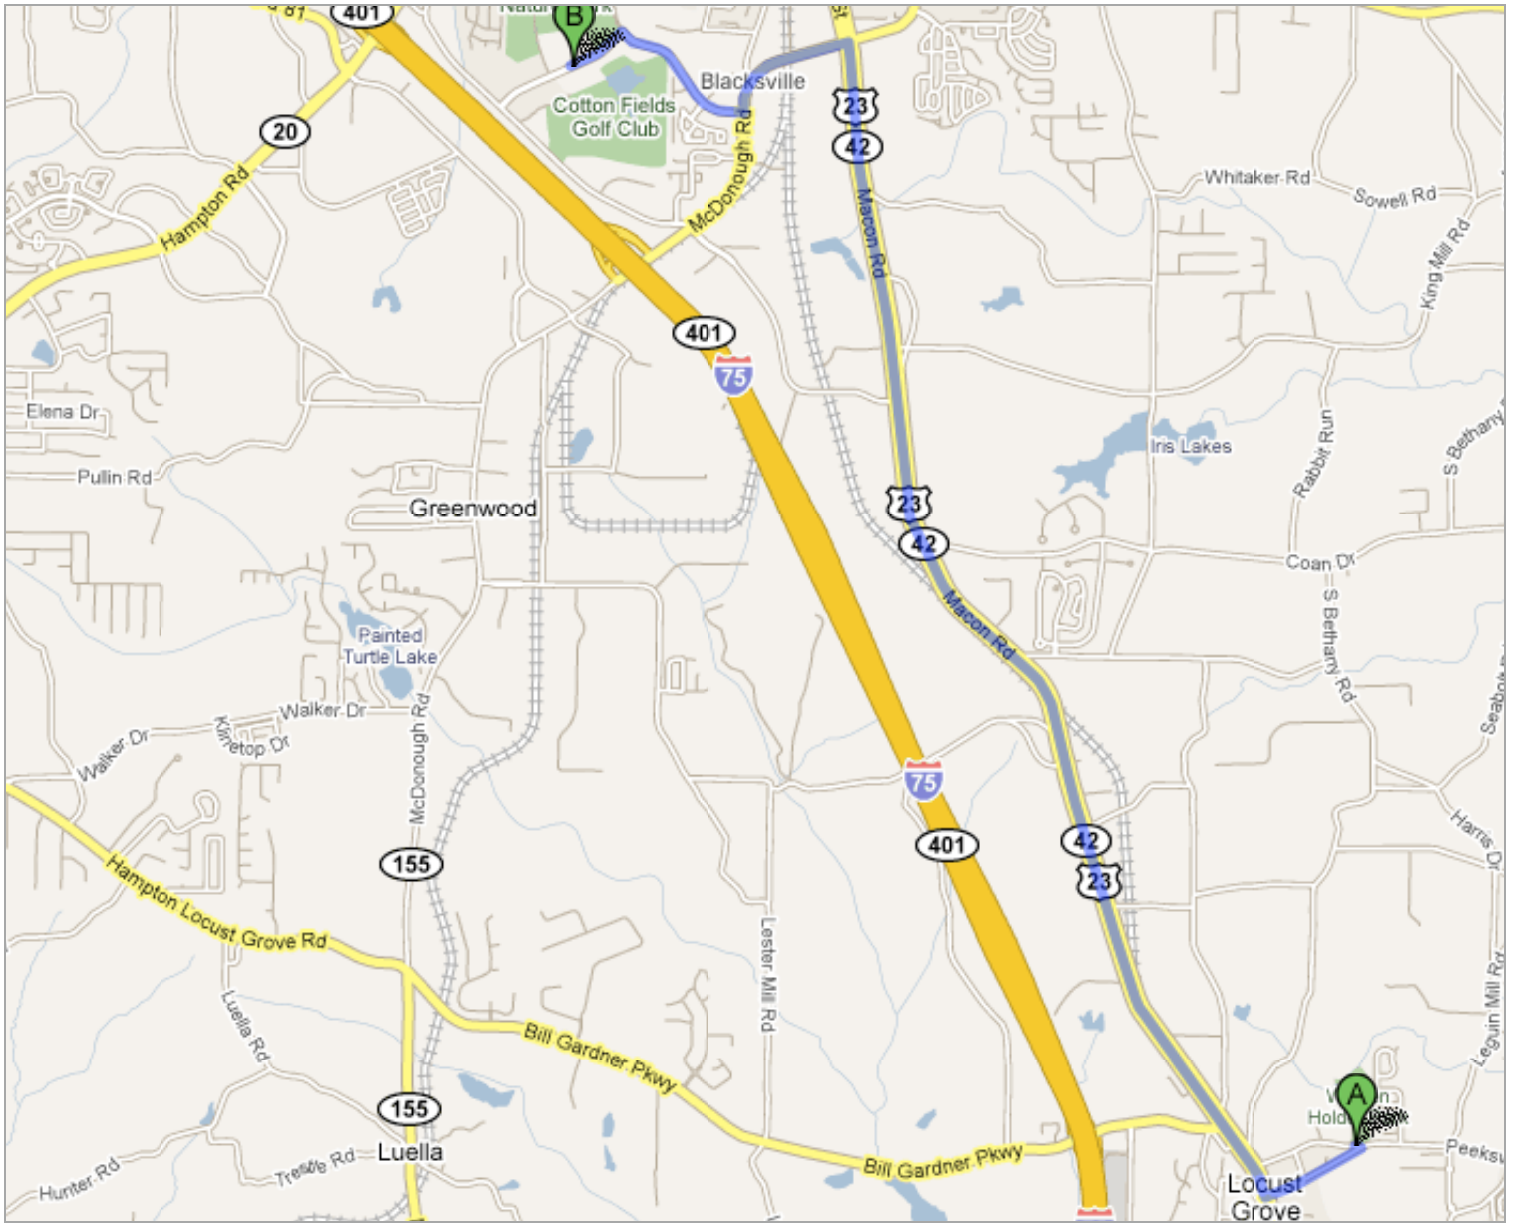 401
B
20
Hampton Rd
Blacksville
Cotton Fields
Golf Club
McDonough Rd
McDonough Rd
23
42
Macon Rd
Whitaker Rd
Sowell Rd
King Mill Rd
401
75
Elena Dr
Pullin Rd
Greenwood
Iris Lakes
Rabbit Run
S Bethany
23
42
Coan Dr
S Bethany Rd
Macon Rd
Painted
Turtle Lake
Walker Dr
Walker Dr
Klinetop Dr
McDonough Rd
75
401
42
23
Harris D
155
Hampton Locust Grove Rd
Luella Rd
Lester Mill Rd
Leguin Mill Rd
Bill Gardner Pkwy
A
155
Luella
Hunter Rd
Bill Gardner Pkwy
Locust
Grove